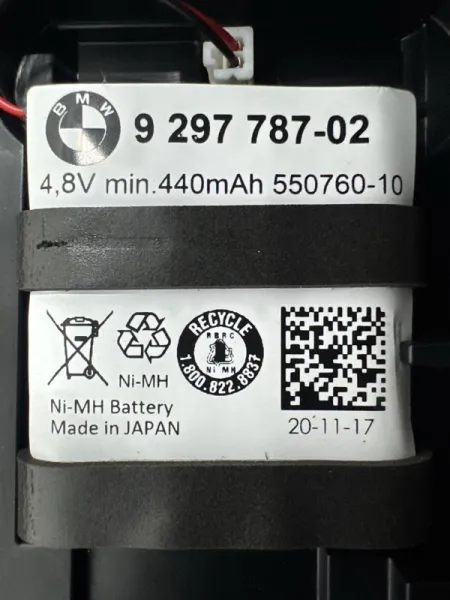 BMW
9 297 787-02
4,8V min.440mAh 550760-10
RECYCLE
RBRC
Ni MH
1.800.822.8837
Ni-MH
Ni-MH Battery
Made in JAPAN
20-11-17